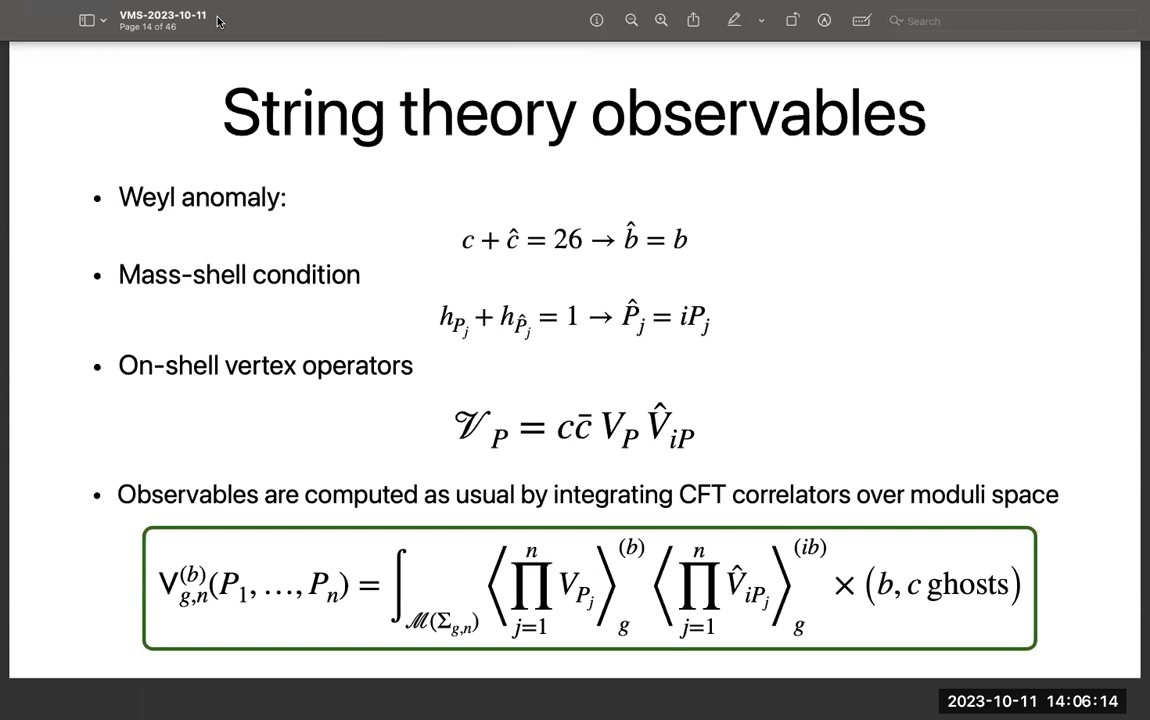 VMS-2023-10-11
Page 14 of 46
Search
String theory observables
• Weyl anomaly:
c + ĉ = 26 → b̂ = b
• Mass-shell condition
h_{P_j} + h_{P̂_j} = 1 → P̂_j = iP_j
• On-shell vertex operators
𝒱_P = cc̄ V_P V̂_{iP}
• Observables are computed as usual by integrating CFT correlators over moduli space
V^{(b)}_{g,n}(P_1, …, P_n) = ∫_{ℳ(Σ_{g,n})} ⟨∏_{j=1}^{n} V_{P_j}⟩_g^{(b)} ⟨∏_{j=1}^{n} V̂_{iP_j}⟩_g^{(ib)} × (b, c ghosts)
2023-10-11 14:06:14